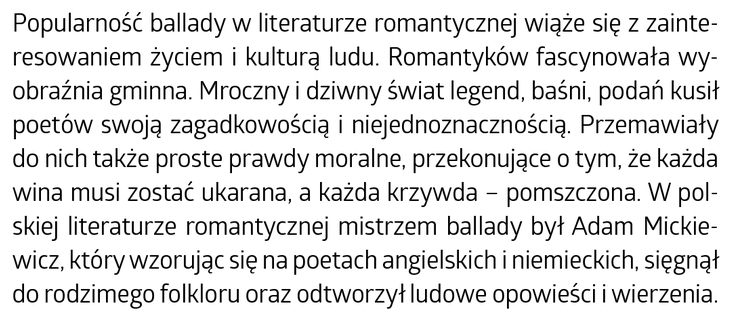 Popularność ballady w literaturze romantycznej wiąże się z zainte-
resowaniem życiem i kulturą ludu. Romantyków fascynowała wy-
obraźnia gminna. Mroczny i dziwny świat legend, baśni, podań kusił
poetów swoją zagadkowością i niejednoznacznością. Przemawiały
do nich także proste prawdy moralne, przekonujące o tym, że każda
wina musi zostać ukarana, a każda krzywda – pomszczona. W pol-
skiej literaturze romantycznej mistrzem ballady był Adam Mickie-
wicz, który wzorując się na poetach angielskich i niemieckich, sięgnął
do rodzimego folkloru oraz odtworzył ludowe opowieści i wierzenia.